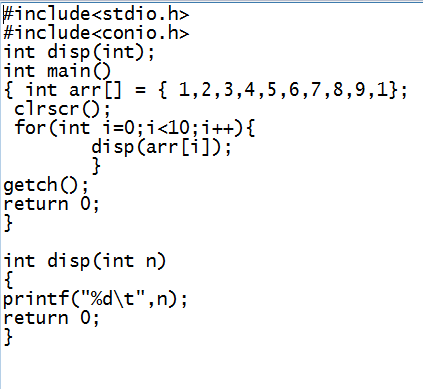 #include<stdio.h>
#include<conio.h>
int disp(int);
int main()
{ int arr[] = { 1,2,3,4,5,6,7,8,9,1};
 clrscr();
 for(int i=0;i<10;i++){
        disp(arr[i]);
        }
getch();
return 0;
}

int disp(int n)
{
printf("%d\t",n);
return 0;
}